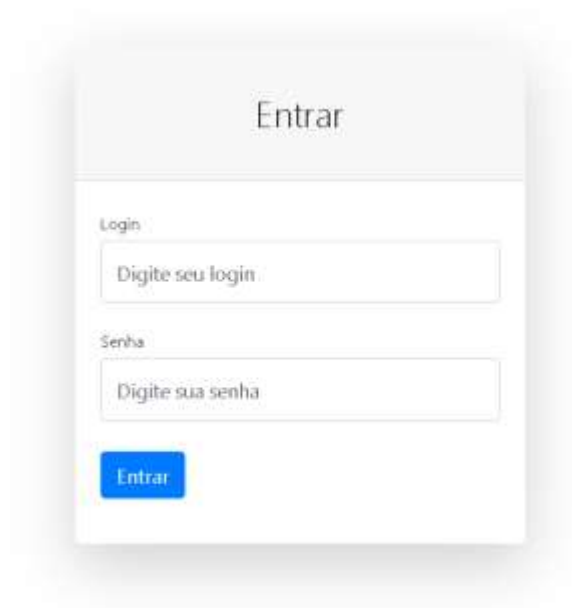 Entrar
Login
Digite seu login
Senha
Digite sua senha
Entrar